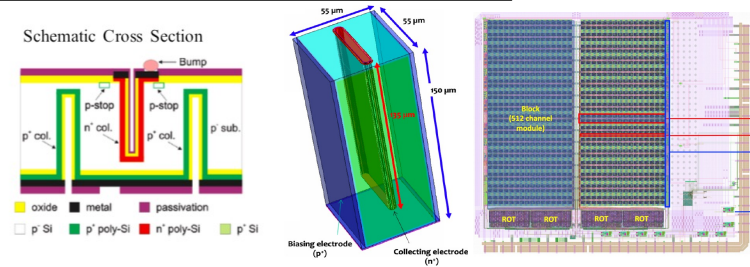 Schematic Cross Section
Bump
p-stop
p-stop
p⁺ col.
n⁺ col.
p⁺ col.
p⁻ sub.
oxide
metal
passivation
p⁻ Si
p⁺ poly-Si
n⁺ poly-Si
p⁺ Si
55 µm
55 µm
150 µm
135 µm
Biasing electrode
(p⁺)
Collecting electrode
(n⁺)
Block
(512 channel
module)
ROT
ROT
ROT
ROT